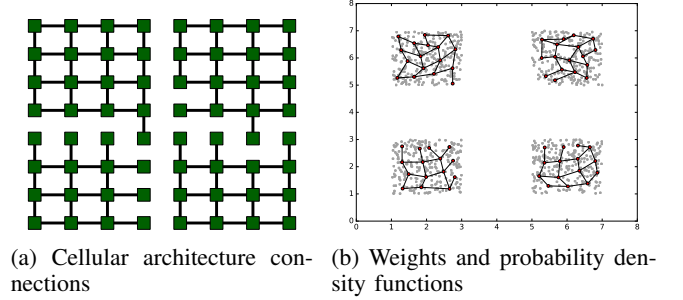 8
7
6
5
4
3
2
1
0
0 1 2 3 4 5 6 7 8
(a) Cellular architecture con-
nections
(b) Weights and probability den-
sity functions